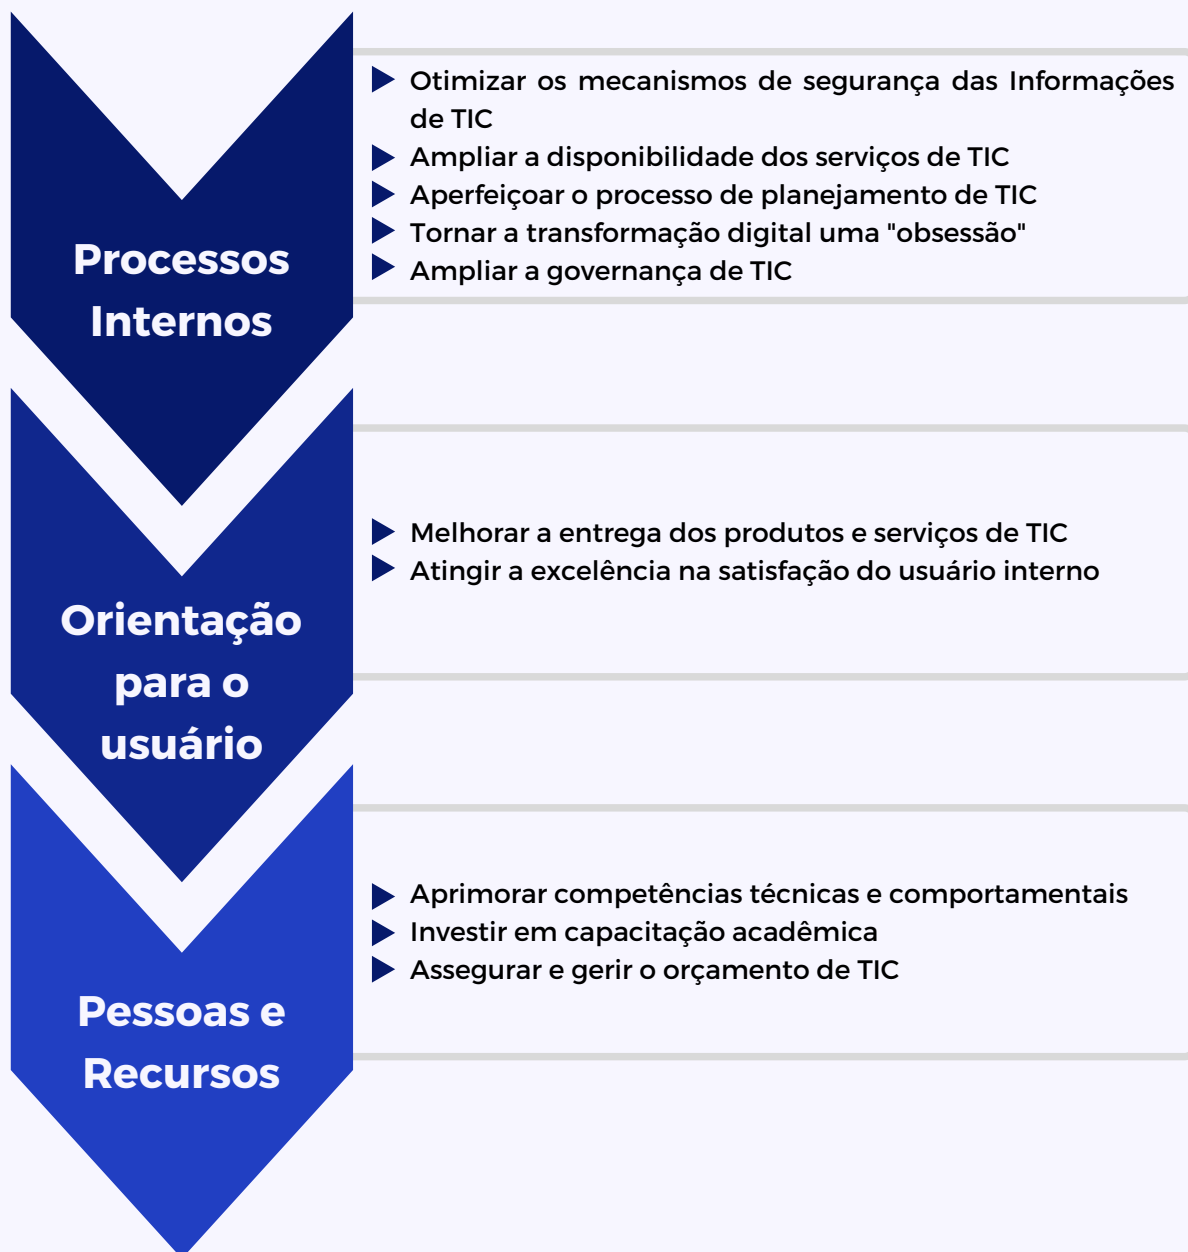 Processos
Internos
Otimizar os mecanismos de segurança das Informações
de TIC
Ampliar a disponibilidade dos serviços de TIC
Aperfeiçoar o processo de planejamento de TIC
Tornar a transformação digital uma "obsessão"
Ampliar a governança de TIC
Orientação
para o
usuário
Melhorar a entrega dos produtos e serviços de TIC
Atingir a excelência na satisfação do usuário interno
Pessoas e
Recursos
Aprimorar competências técnicas e comportamentais
Investir em capacitação acadêmica
Assegurar e gerir o orçamento de TIC